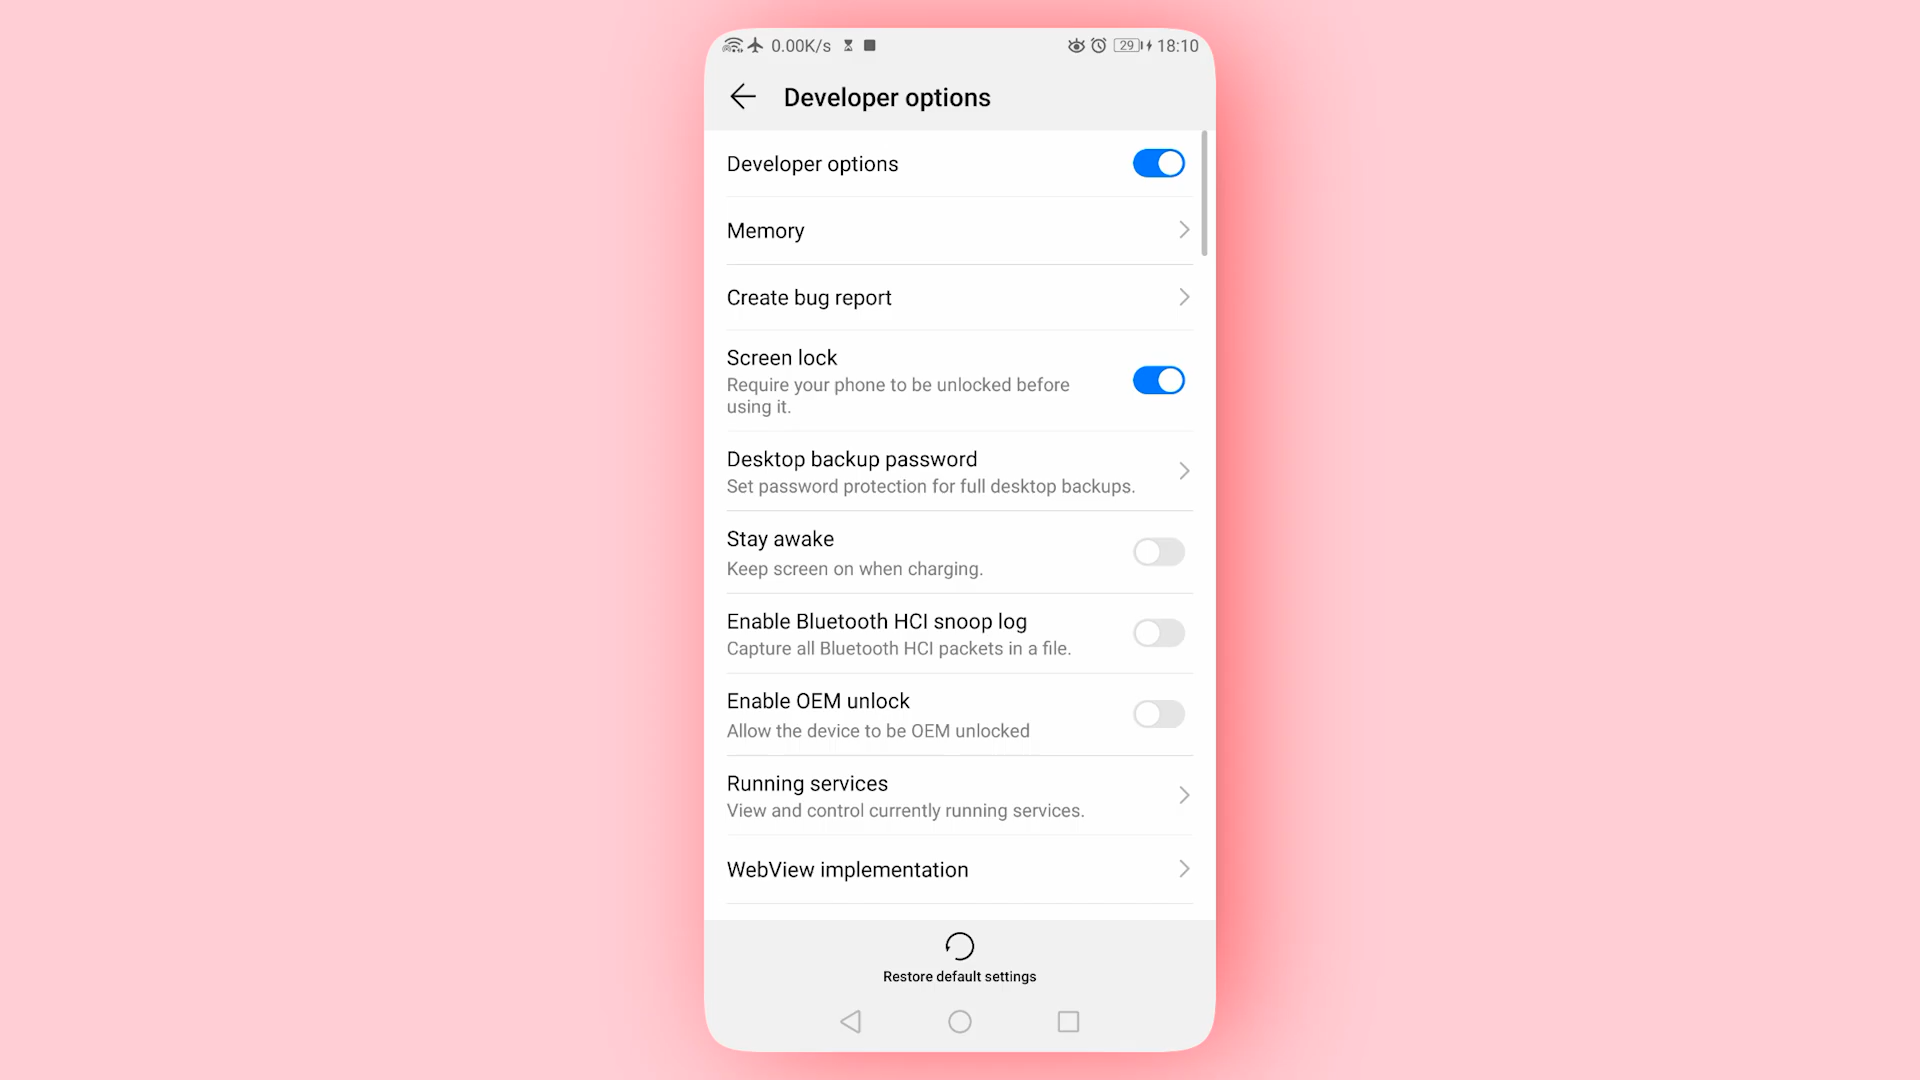 0.00K/s 29 18:10
Developer options
Developer options
Memory
Create bug report
Screen lock
Require your phone to be unlocked before
using it.
Desktop backup password
Set password protection for full desktop backups.
Stay awake
Keep screen on when charging.
Enable Bluetooth HCI snoop log
Capture all Bluetooth HCI packets in a file.
Enable OEM unlock
Allow the device to be OEM unlocked
Running services
View and control currently running services.
WebView implementation
Restore default settings